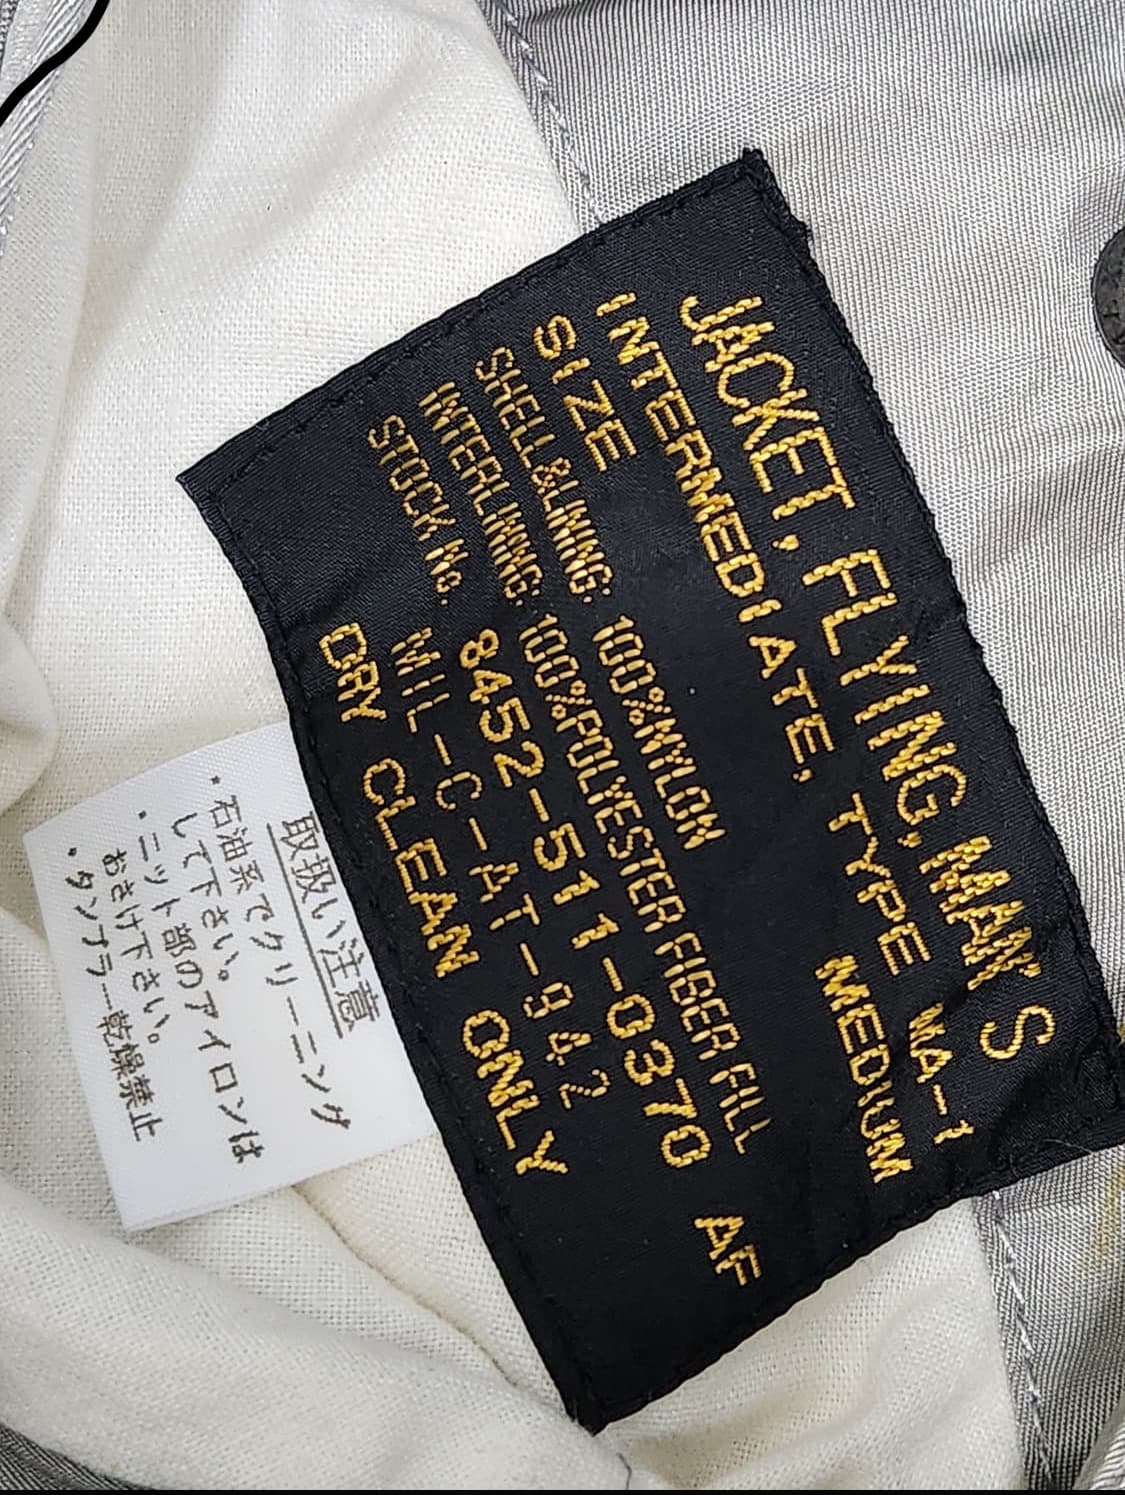 JACKET, FLYING, MAN'S
INTERMEDIATE, TYPE MA-1
SIZE MEDIUM
SHELL&LINING. 100%NYLON
INTERLINING. 100%POLYESTER FIBER FILL
STOCK No. 8452-511-0370 AF
MIL-C-AT-942
DRY CLEAN ONLY
取扱い注意
・石油系でクリーニング
して下さい。
・ニット部のアイロンは
おさけ下さい。
・タンブラー乾燥禁止